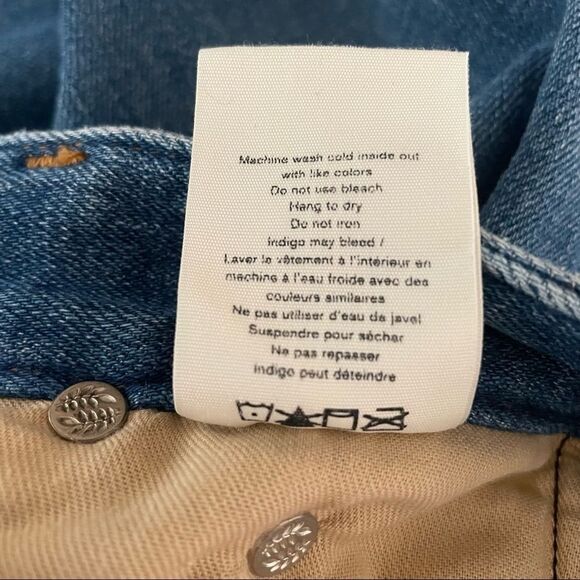 Machine wash cold inside out
with like colors
Do not use bleach
Hang to dry
Do not iron
Indigo may bleed /
Laver le vêtement à l'intérieur en
machine à l'eau froide avec des
couleurs similaires
Ne pas utiliser d'eau de javel
Suspendre pour sécher
Ne pas repasser
Indigo peut déteindre